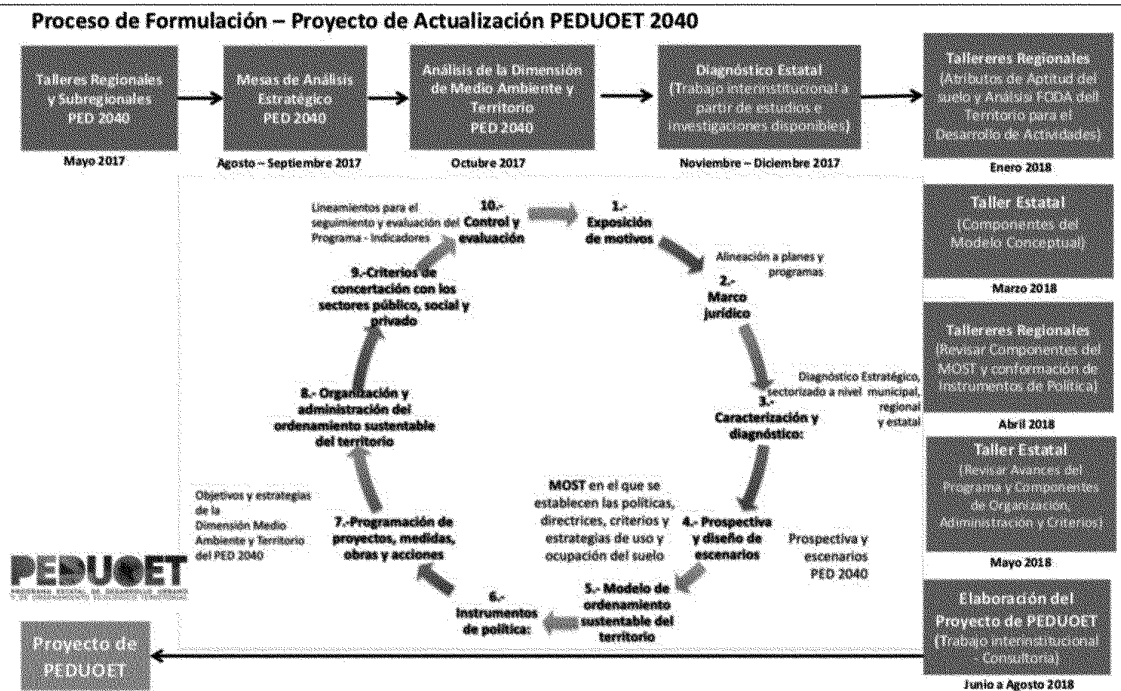 Proceso de Formulación – Proyecto de Actualización PEDUOET 2040
Talleres Regionales
y Subregionales
PED 2040
Mayo 2017
Mesas de Análisis
Estratégico
PED 2040
Agosto – Septiembre 2017
Análisis de la Dimensión
de Medio Ambiente y
Territorio
PED 2040
Octubre 2017
Diagnóstico Estatal
(Trabajo interinstitucional a
partir de estudios e
investigaciones disponibles)
Noviembre – Diciembre 2017
Tallereres Regionales
(Atributos de Aptitud del
suelo y Análsisi FODA dell
Territorio para el
Desarrollo de Actividades)
Enero 2018
Taller Estatal
(Componentes del
Modelo Conceptual)
Marzo 2018
Tallereres Regionales
(Revisar Componentes del
MOST y conformación de
Instrumentos de Política)
Abril 2018
Taller Estatal
(Revisar Avances del
Programa y Componentes
de Organización,
Administración y Criterios)
Mayo 2018
Elaboración del
Proyecto de PEDUOET
(Trabajo interinstitucional
- Consultoría)
Junio a Agosto 2018
1.-
Exposición
de motivos
Alineación a planes y
programas
2.-
Marco
jurídico
Diagnóstico Estratégico,
sectorizado a nivel municipal,
regional
y estatal
3.-
Caracterización y
diagnóstico:
4.- Prospectiva
y diseño de
escenarios
Prospectiva y
escenarios
PED 2040
MOST en el que se
establecen las políticas,
directrices, criterios y
estrategias de uso y
ocupación del suelo
5.- Modelo de
ordenamiento
sustentable del
territorio
6.-
Instrumentos
de política:
7.-Programación de
proyectos, medidas,
obras y acciones
Objetivos y estrategias
de la
Dimensión Medio
Ambiente y Territorio
del PED 2040
8.- Organización y
administración del
ordenamiento sustentable
del territorio
9.-Criterios de
concertación con los
sectores público, social y
privado
Lineamientos para el
seguimiento y evaluación del
Programa - Indicadores
10.-
Control y
evaluación
PEDUOET
PROGRAMA ESTATAL DE DESARROLLO URBANO
Y DE ORDENAMIENTO ECOLÓGICO TERRITORIAL
Proyecto de
PEDUOET